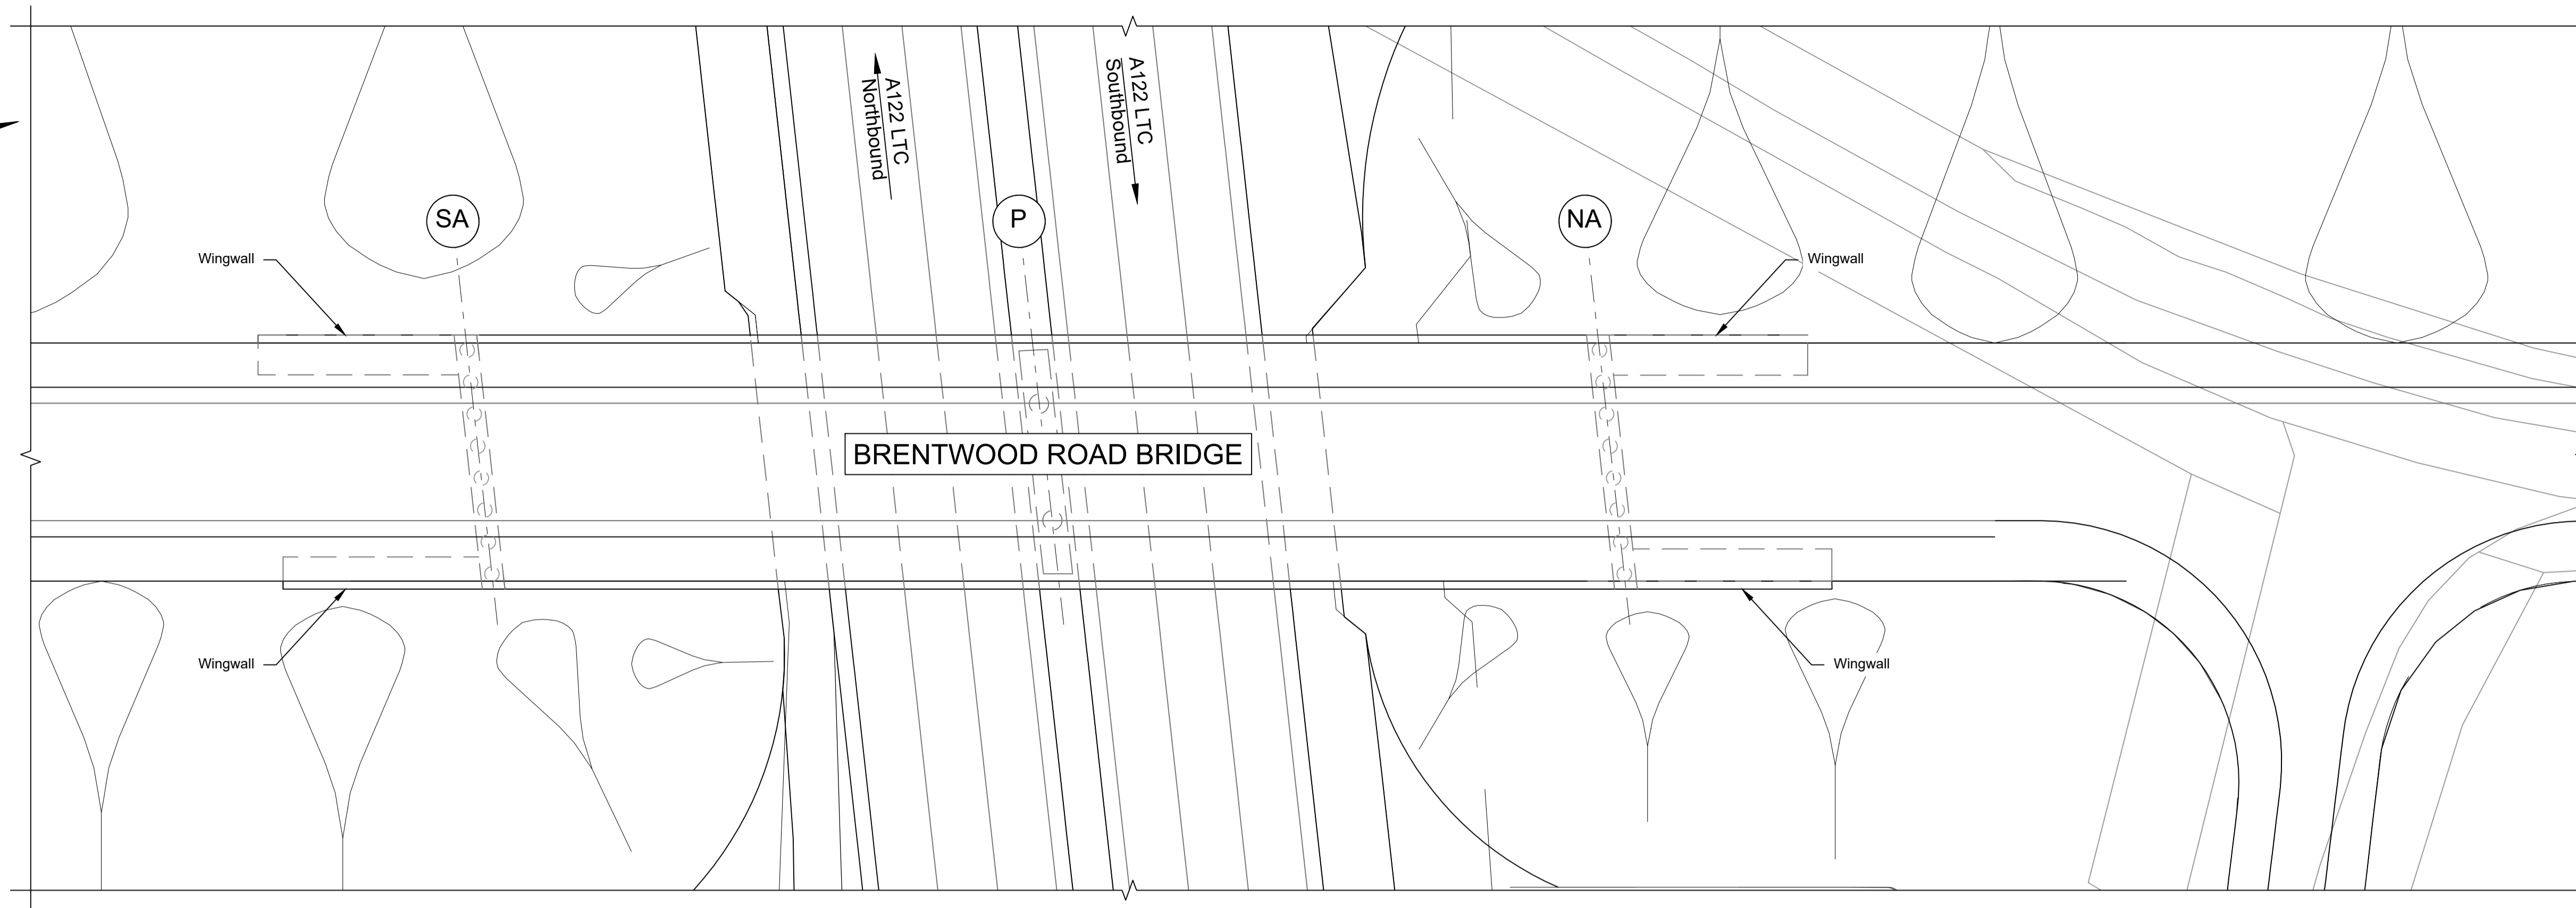 A122 LTC
Northbound
A122 LTC
Southbound
SA
P
NA
Wingwall
Wingwall
BRENTWOOD ROAD BRIDGE
Wingwall
Wingwall